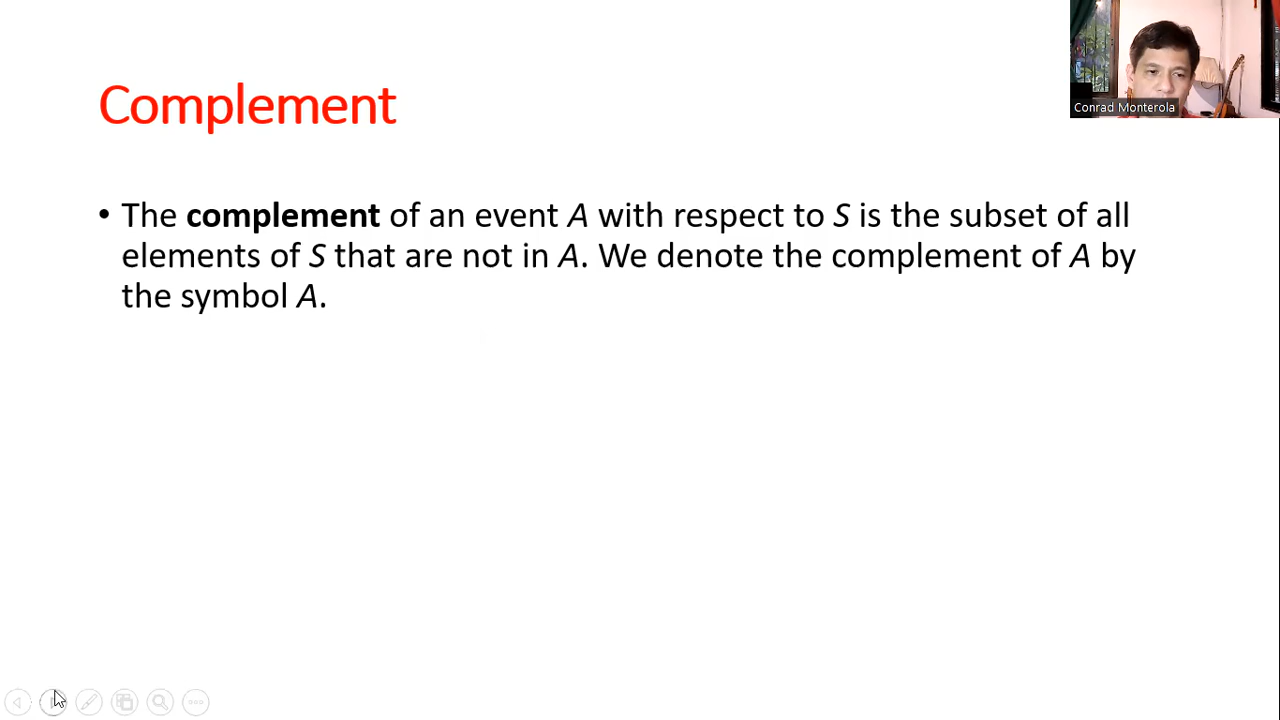 Complement
Conrad Monterola
• The complement of an event A with respect to S is the subset of all
elements of S that are not in A. We denote the complement of A by
the symbol A.